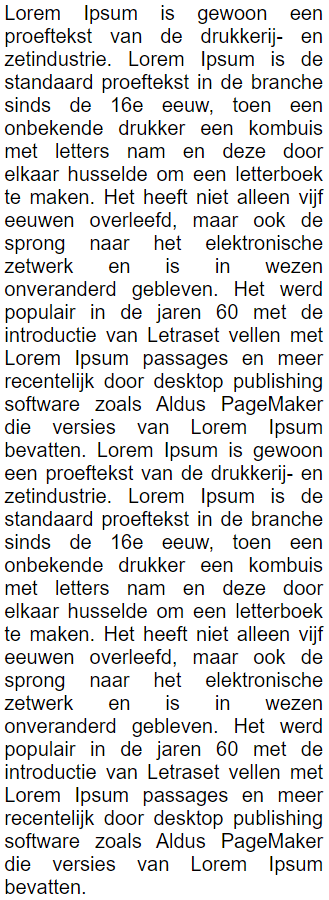 Lorem Ipsum is gewoon een
proeftekst van de drukkerij- en
zetindustrie. Lorem Ipsum is de
standaard proeftekst in de branche
sinds de 16e eeuw, toen een
onbekende drukker een kombuis
met letters nam en deze door
elkaar husselde om een letterboek
te maken. Het heeft niet alleen vijf
eeuwen overleefd, maar ook de
sprong naar het elektronische
zetwerk en is in wezen
onveranderd gebleven. Het werd
populair in de jaren 60 met de
introductie van Letraset vellen met
Lorem Ipsum passages en meer
recentelijk door desktop publishing
software zoals Aldus PageMaker
die versies van Lorem Ipsum
bevatten. Lorem Ipsum is gewoon
een proeftekst van de drukkerij- en
zetindustrie. Lorem Ipsum is de
standaard proeftekst in de branche
sinds de 16e eeuw, toen een
onbekende drukker een kombuis
met letters nam en deze door
elkaar husselde om een letterboek
te maken. Het heeft niet alleen vijf
eeuwen overleefd, maar ook de
sprong naar het elektronische
zetwerk en is in wezen
onveranderd gebleven. Het werd
populair in de jaren 60 met de
introductie van Letraset vellen met
Lorem Ipsum passages en meer
recentelijk door desktop publishing
software zoals Aldus PageMaker
die versies van Lorem Ipsum
bevatten.